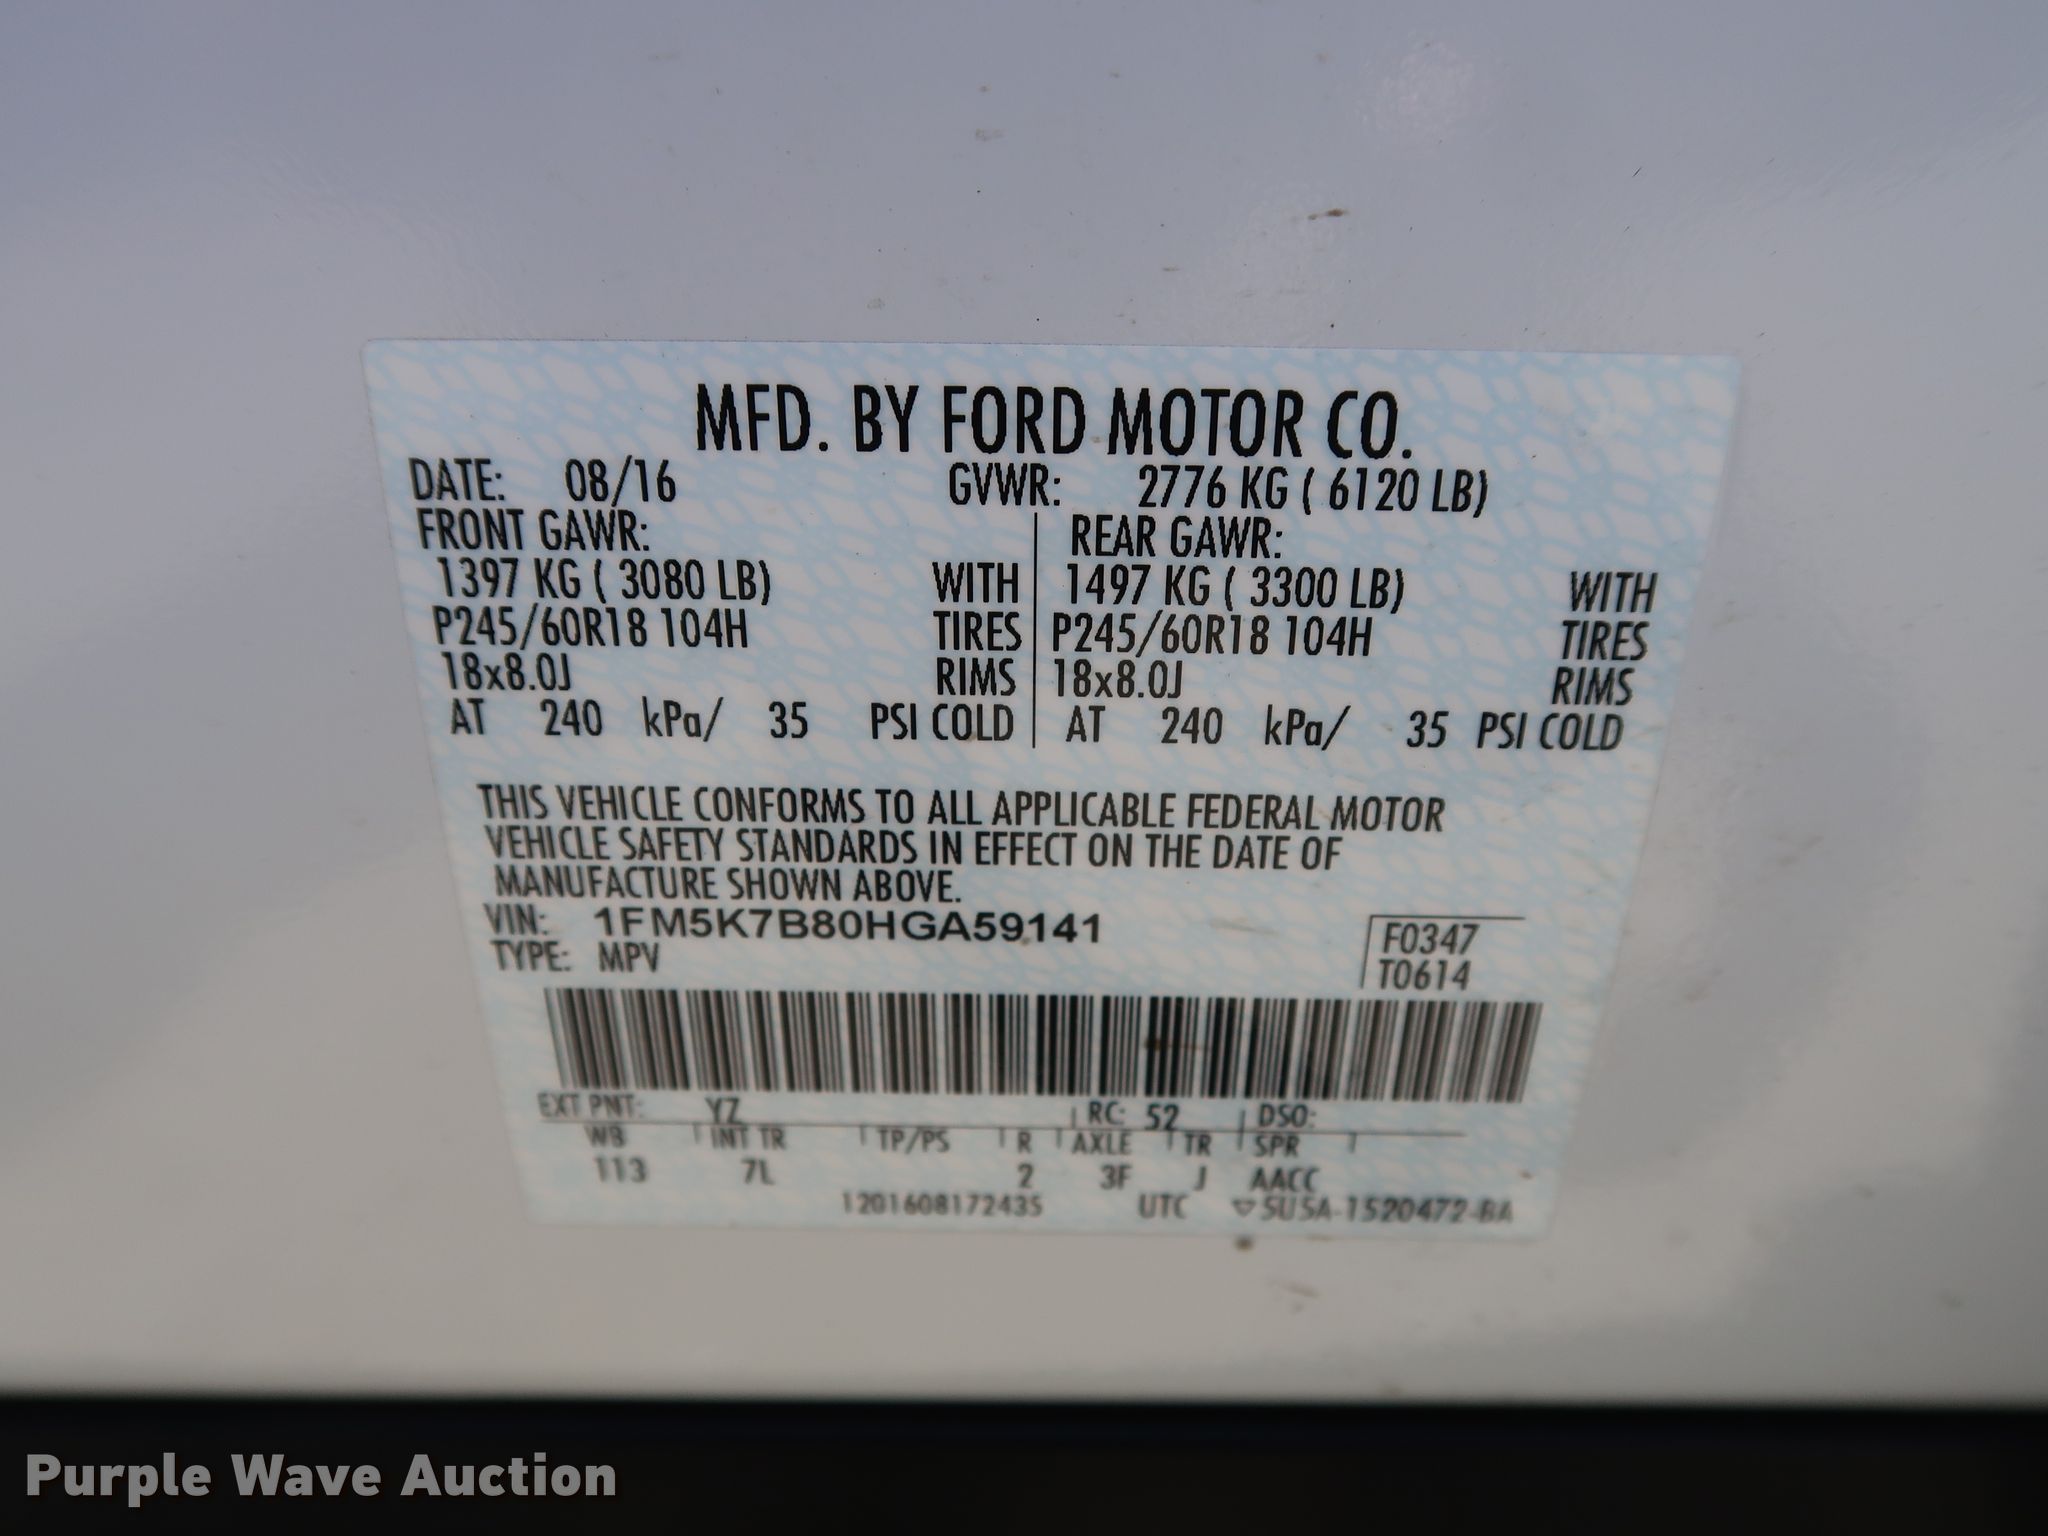 MFD. BY FORD MOTOR CO.
DATE: 08/16 GVWR: 2776 KG ( 6120 LB)
FRONT GAWR: REAR GAWR:
1397 KG ( 3080 LB) WITH 1497 KG ( 3300 LB) WITH
P245/60R18 104H TIRES P245/60R18 104H TIRES
18x8.0J RIMS 18x8.0J RIMS
AT 240 kPa/ 35 PSI COLD AT 240 kPa/ 35 PSI COLD
THIS VEHICLE CONFORMS TO ALL APPLICABLE FEDERAL MOTOR
VEHICLE SAFETY STANDARDS IN EFFECT ON THE DATE OF
MANUFACTURE SHOWN ABOVE.
VIN: 1FM5K7B80HGA59141
TYPE: MPV
F0347
T0614
EXT PNT: YZ RC: 52 DSO:
WB INT TR TP/PS R AXLE TR SPR
113 7L 2 3F J AACC
1201608172435 UTC ▽5U5A-1520472-BA
Purple Wave Auction